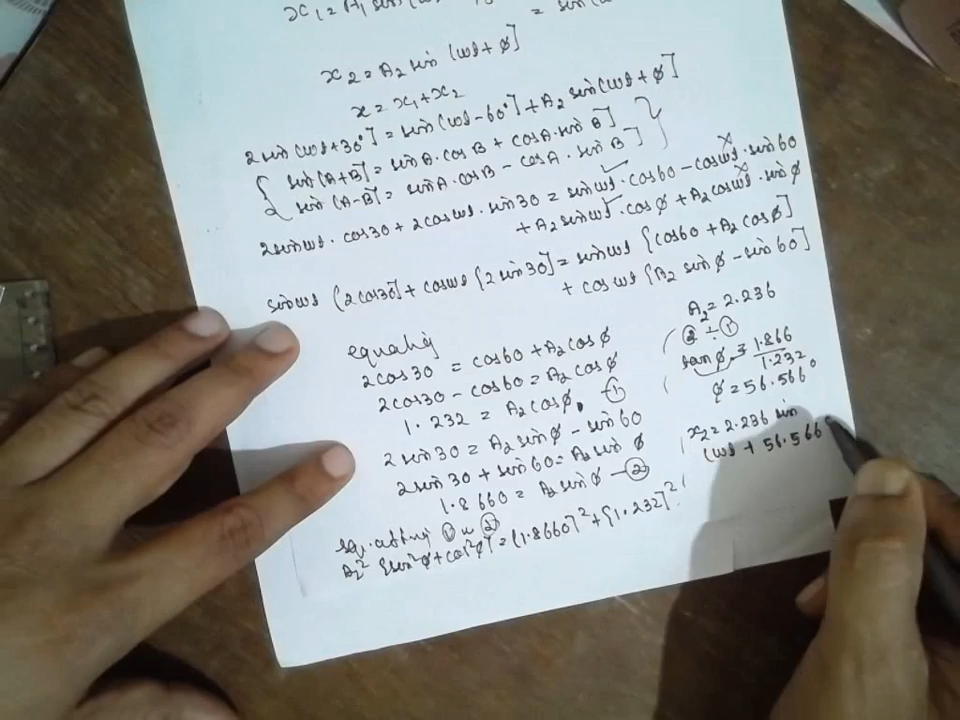 x₁ = A₁ sin
= sin
x₂ = A₂ sin (ωt + φ]
x = x₁ + x₂
2 sin (ωt + 30°] = sin (ωt - 60°] + A₂ sin (ωt + φ]
{ sin (A+B] = sin A. cos B + cos A. sin B]
sin (A-B] = sin A. cos B - cos A. sin B ] }
2 sin ωt. cos 30 + 2 cos ωt. sin 30 = sin ωt. cos 60 - cos ωt. sin 60
+ A₂ sin ωt. cos φ + A₂ cos ωt. sin φ
sin ωt (2 cos 30] + cos ωt {2 sin 30] = sin ωt {cos 60 + A₂ cos φ]
+ cos ωt {A₂ sin φ - sin 60]
equating
2 cos 30 = cos 60 + A₂ cos φ
2 cos 30 - cos 60 = A₂ cos φ
1.232 = A₂ cos φ. -①
2 sin 30 = A₂ sin φ - sin 60
2 sin 30 + sin 60 = A₂ sin φ
1.8660 = A₂ sin φ -②
A₂² {sin²φ + cos²φ] = (1.8660]² + {1.232]²
A₂ = 2.236
② ÷ ①
tan φ = 1.866
1.232
φ = 56.566°
x₂ = 2.236 sin
(ωt + 56.566